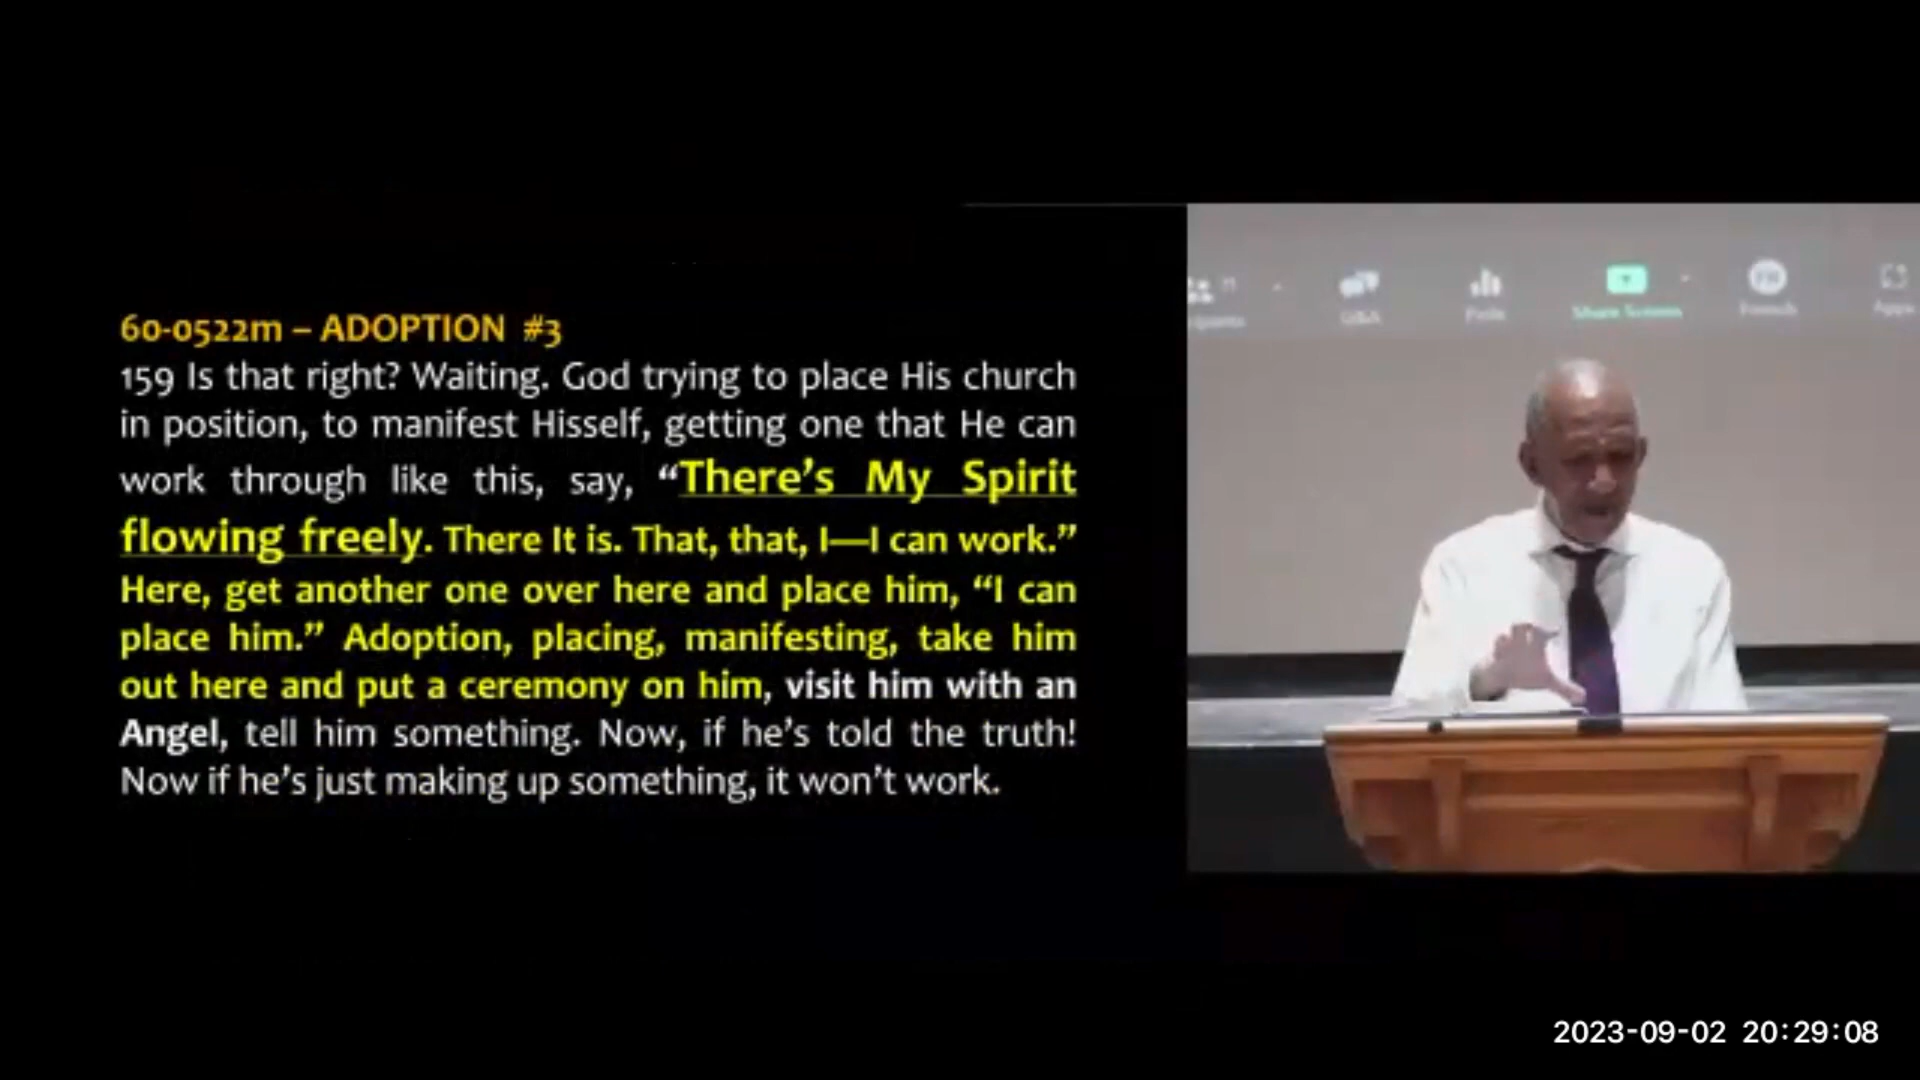 60-0522m – ADOPTION #3
159 Is that right? Waiting. God trying to place His church
in position, to manifest Hisself, getting one that He can
work through like this, say, “There’s My Spirit
flowing freely. There It is. That, that, I—I can work.”
Here, get another one over here and place him, “I can
place him.” Adoption, placing, manifesting, take him
out here and put a ceremony on him, visit him with an
Angel, tell him something. Now, if he’s told the truth!
Now if he’s just making up something, it won’t work.
Share Screen
Apps
2023-09-02 20:29:08